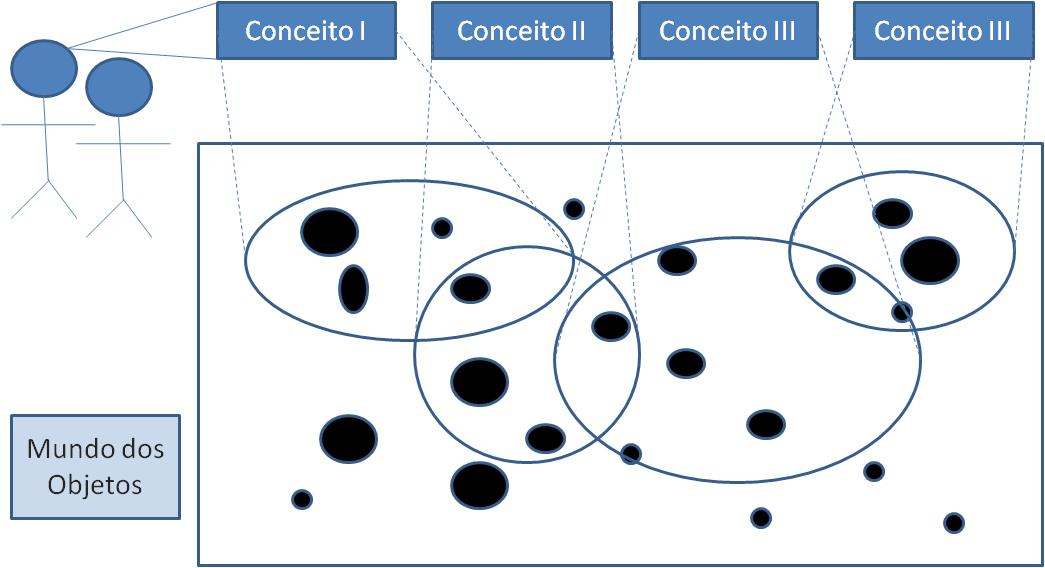 Conceito I
Conceito II
Conceito III
Conceito III
Mundo dos
Objetos